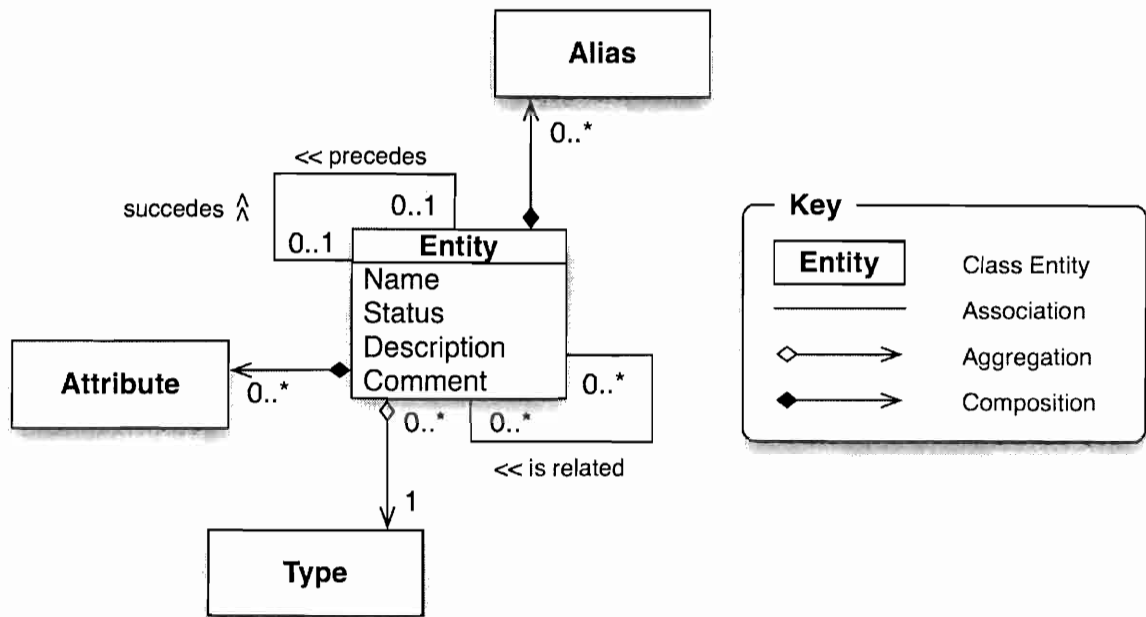 Alias
0..*
<< precedes
succedes >>
0..1
0..1
Entity
Name
Status
Description
Comment
Attribute
0..*
0..*
0..*
0..*
<< is related
1
Type
Key
Entity
Class Entity
Association
Aggregation
Composition